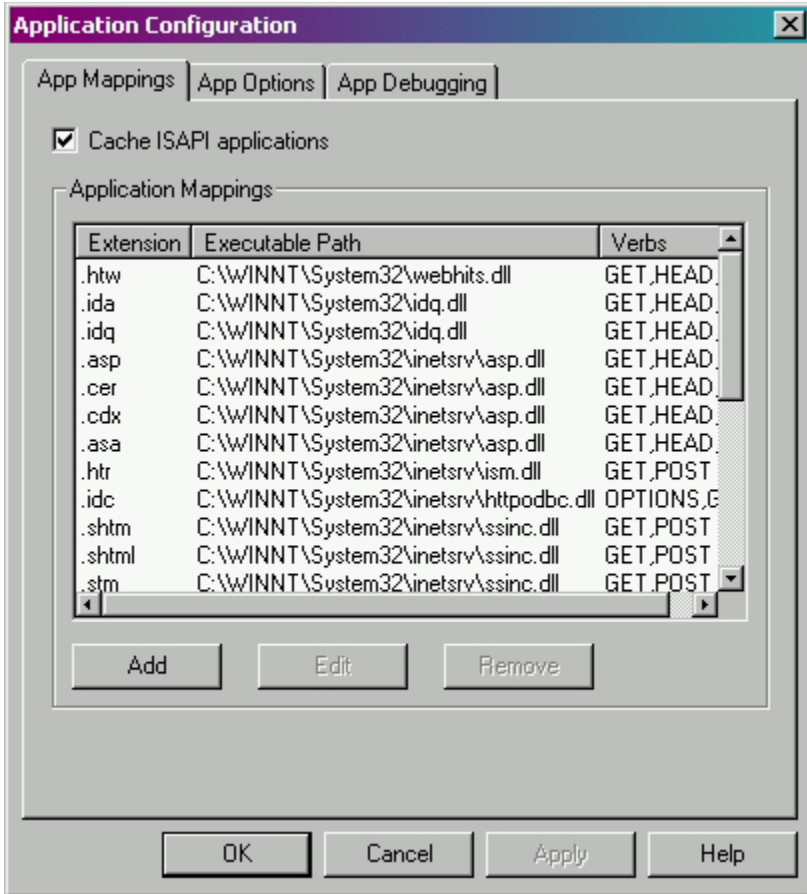 Application Configuration
App Mappings App Options App Debugging
Cache ISAPI applications
Application Mappings
Extension Executable Path Verbs
.htw C:\WINNT\System32\webhits.dll GET,HEAD,
.ida C:\WINNT\System32\idq.dll GET,HEAD,
.idq C:\WINNT\System32\idq.dll GET,HEAD,
.asp C:\WINNT\System32\inetsrv\asp.dll GET,HEAD,
.cer C:\WINNT\System32\inetsrv\asp.dll GET,HEAD,
.cdx C:\WINNT\System32\inetsrv\asp.dll GET,HEAD,
.asa C:\WINNT\System32\inetsrv\asp.dll GET,HEAD,
.htr C:\WINNT\System32\inetsrv\ism.dll GET,POST
.idc C:\WINNT\System32\inetsrv\httpodbc.dll OPTIONS,G
.shtm C:\WINNT\System32\inetsrv\ssinc.dll GET,POST
.shtml C:\WINNT\System32\inetsrv\ssinc.dll GET,POST
.stm C:\WINNT\System32\inetsrv\ssinc.dll GET,POST
Add Edit Remove
OK Cancel Apply Help